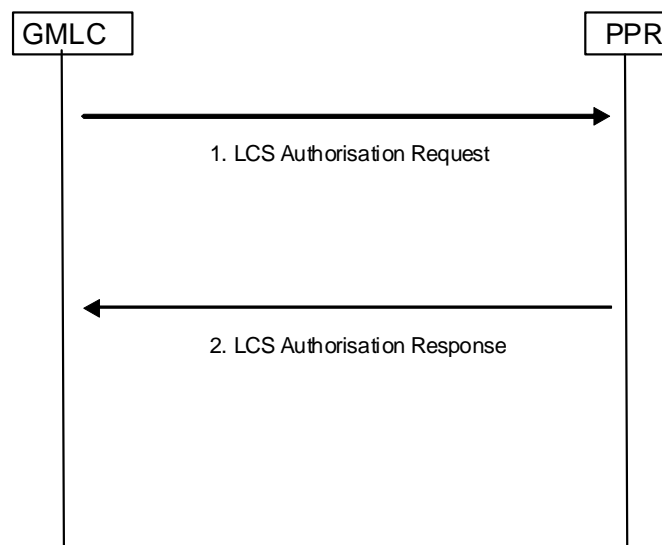 GMLC
PPR
1. LCS Authorisation Request
2. LCS Authorisation Response